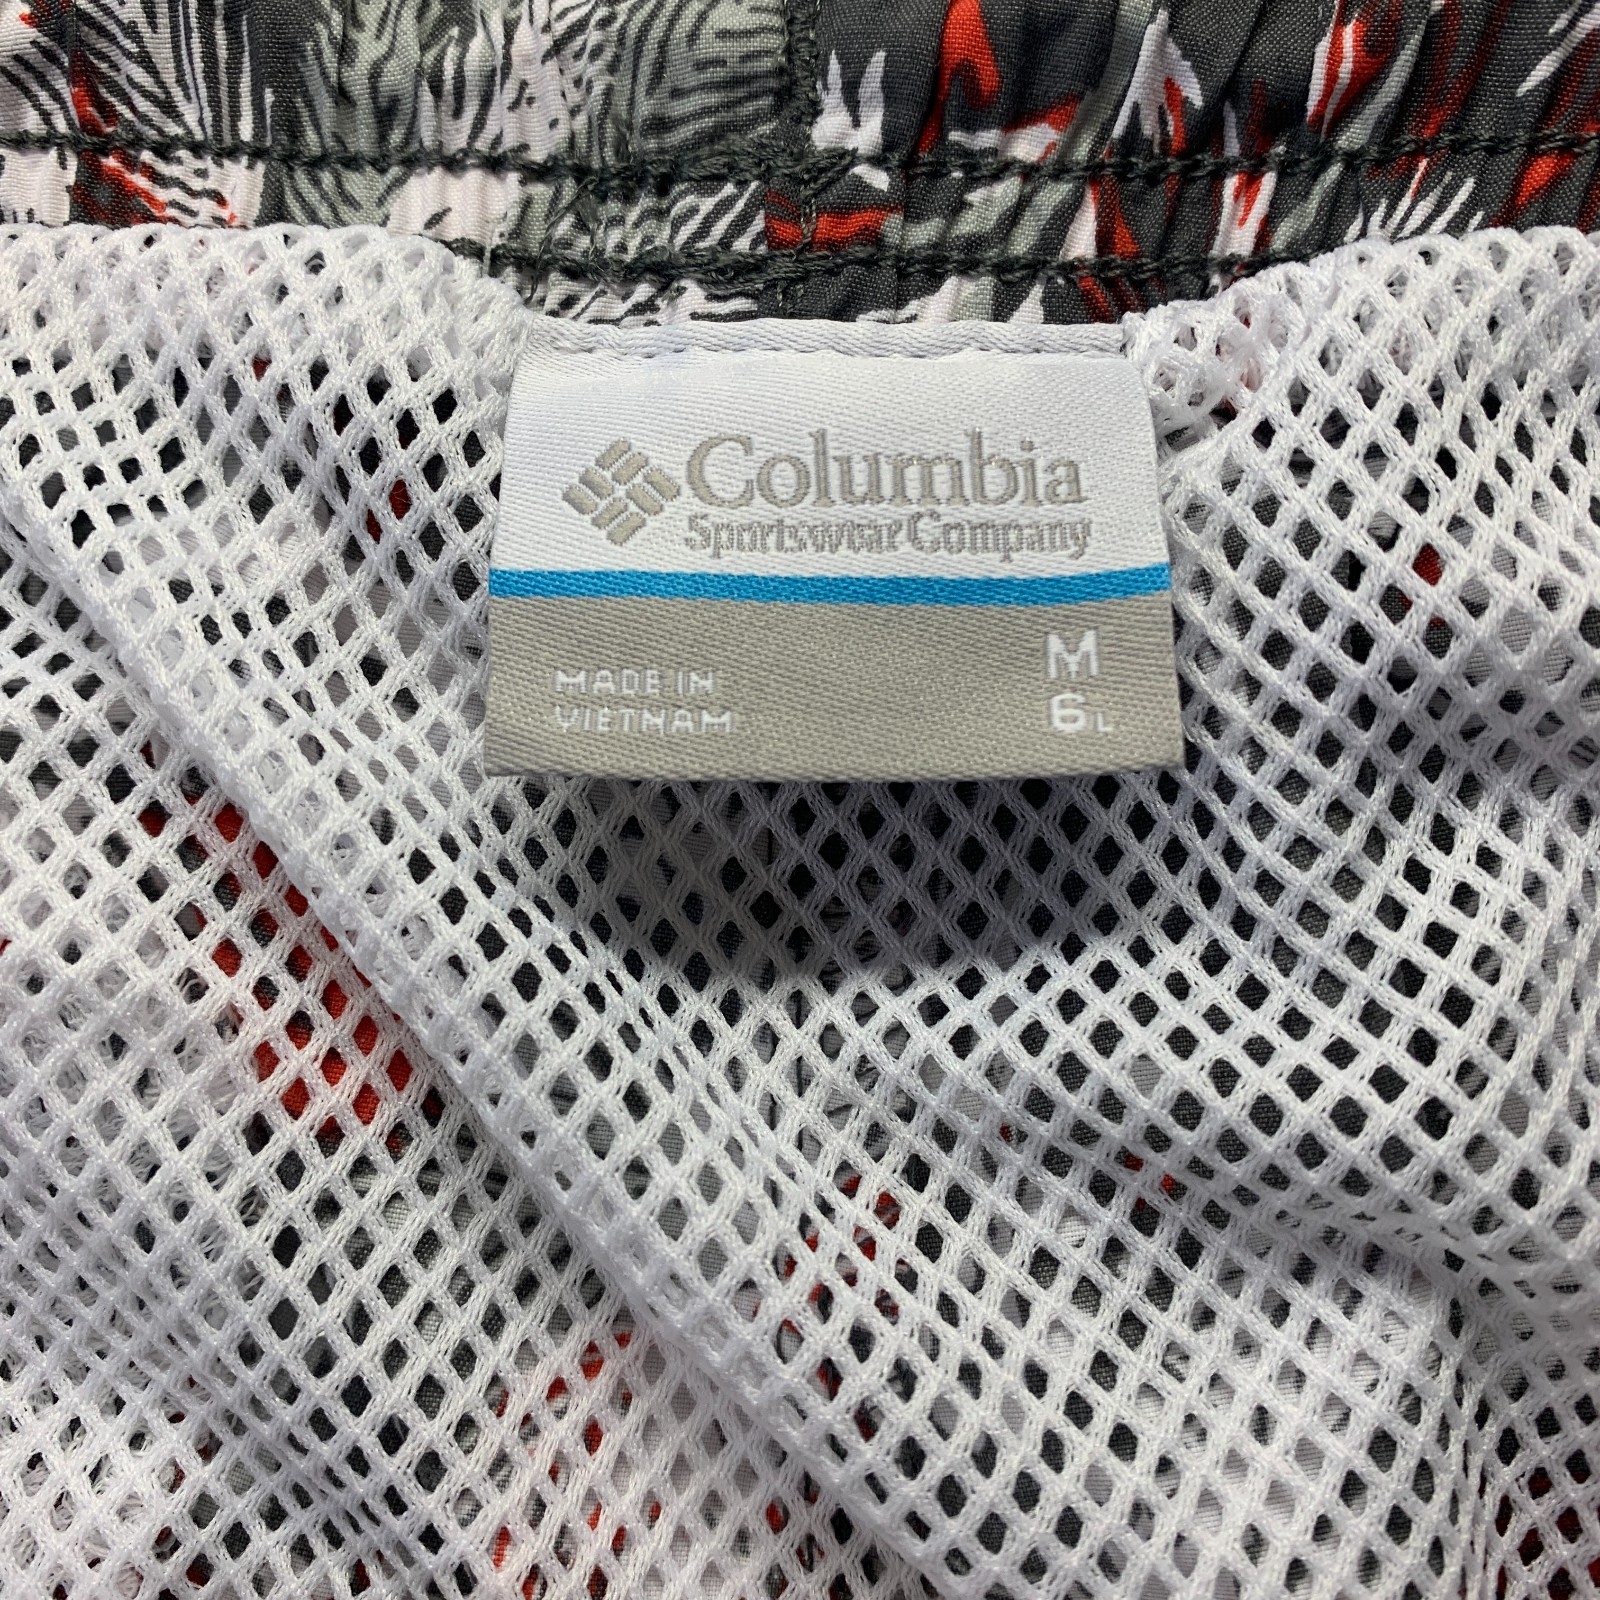 Columbia
Sportswear Company
MADE IN
VIETNAM
M
6L